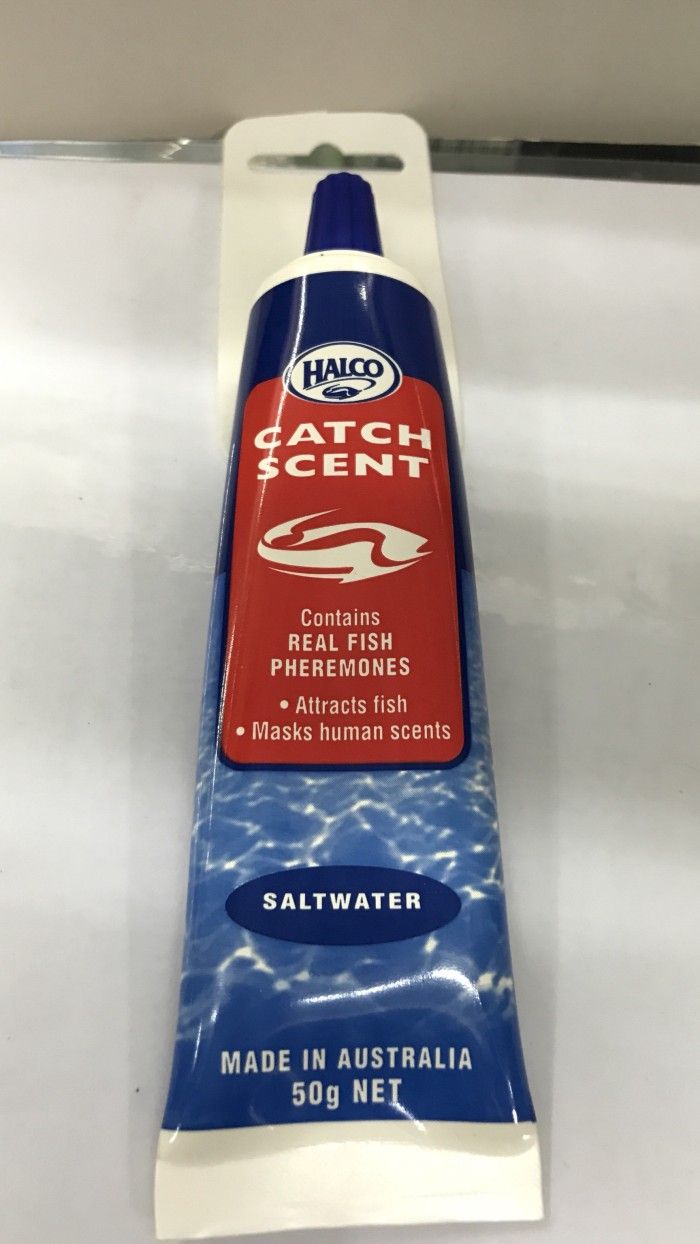 HALCO
CATCH
SCENT
Contains
REAL FISH
PHEREMONES
• Attracts fish
• Masks human scents
SALTWATER
MADE IN AUSTRALIA
50g NET